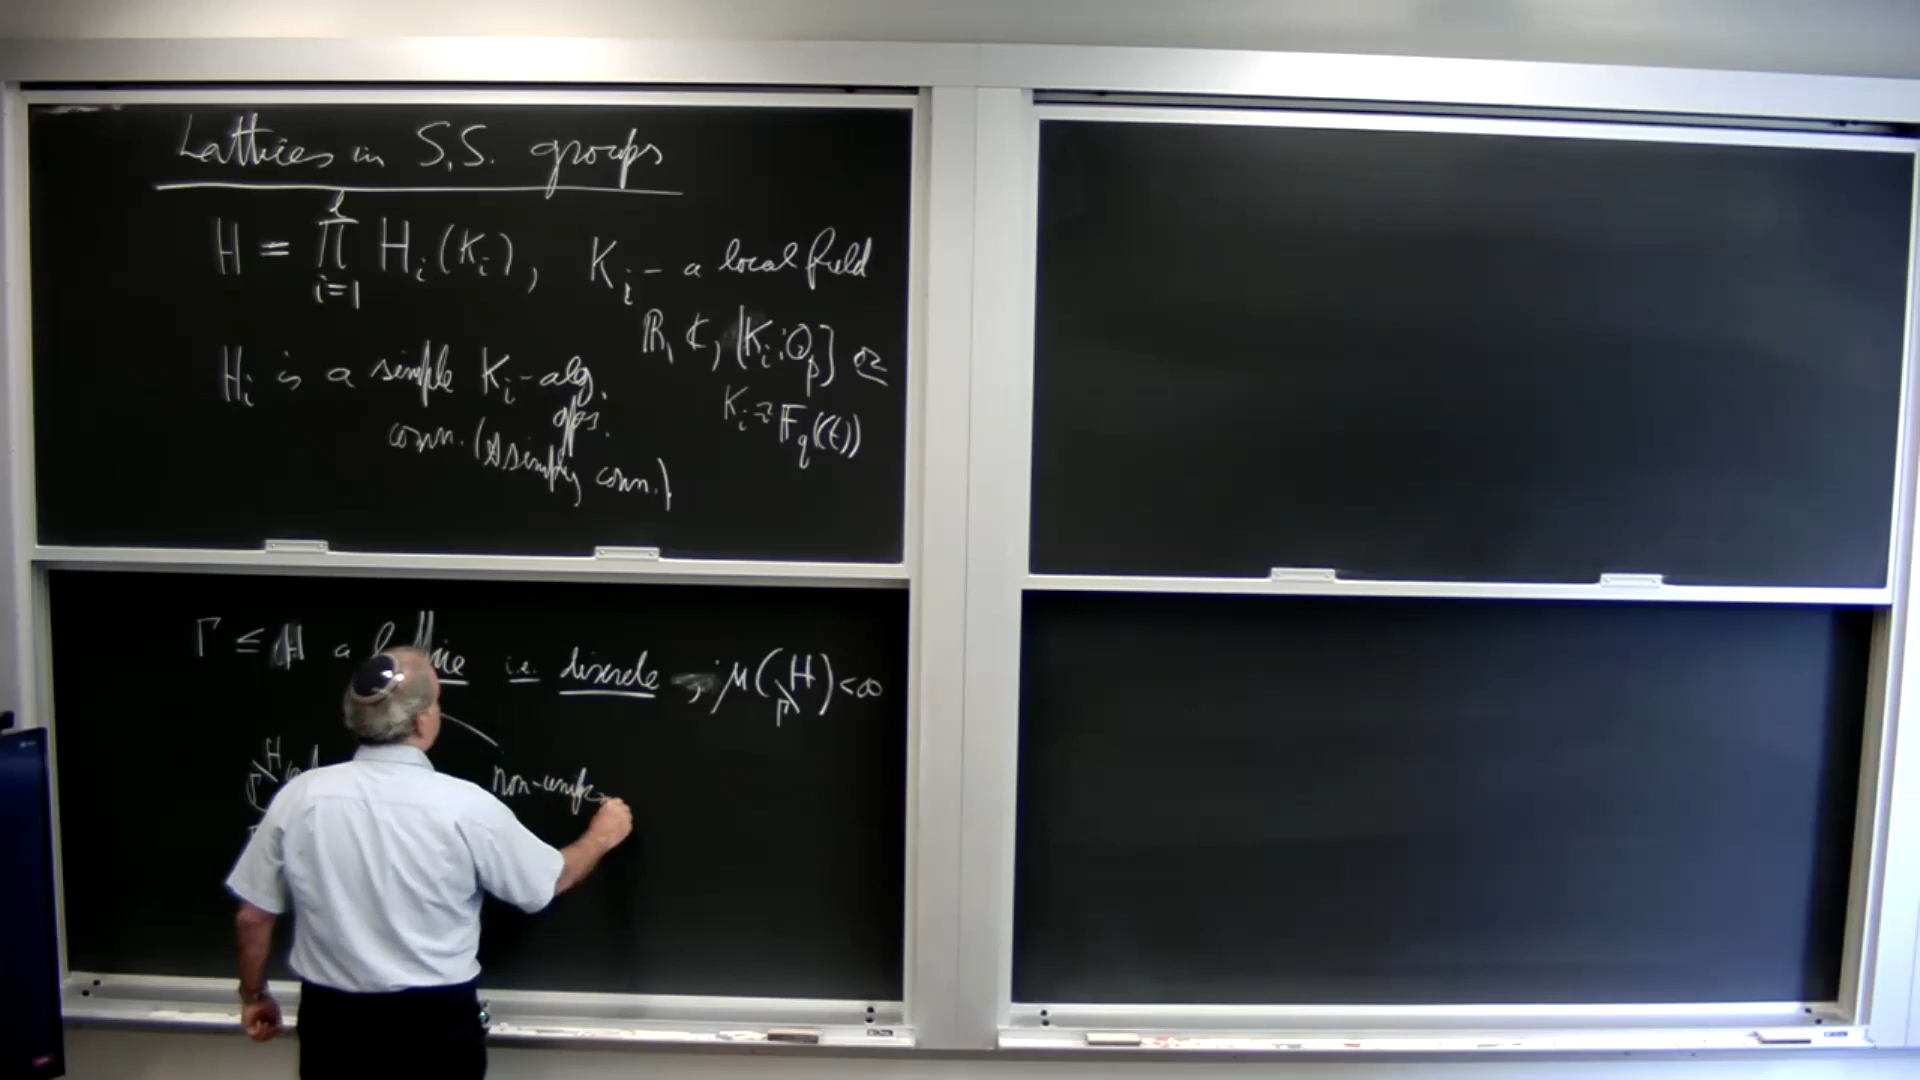 Lattices in S.S. groups
H = ∏_{i=1}^{l} H_i(K_i), K_i - a local field
ℝ, ℂ, [K_i:ℚ_p] or
K_i ≅ F_q((t))
H_i is a simple K_i-alg. gps.
conn. (& simply conn.)
Γ ≤ H a lattice i.e. discrete, μ(Γ\H) < ∞
Γ\H
non-unif